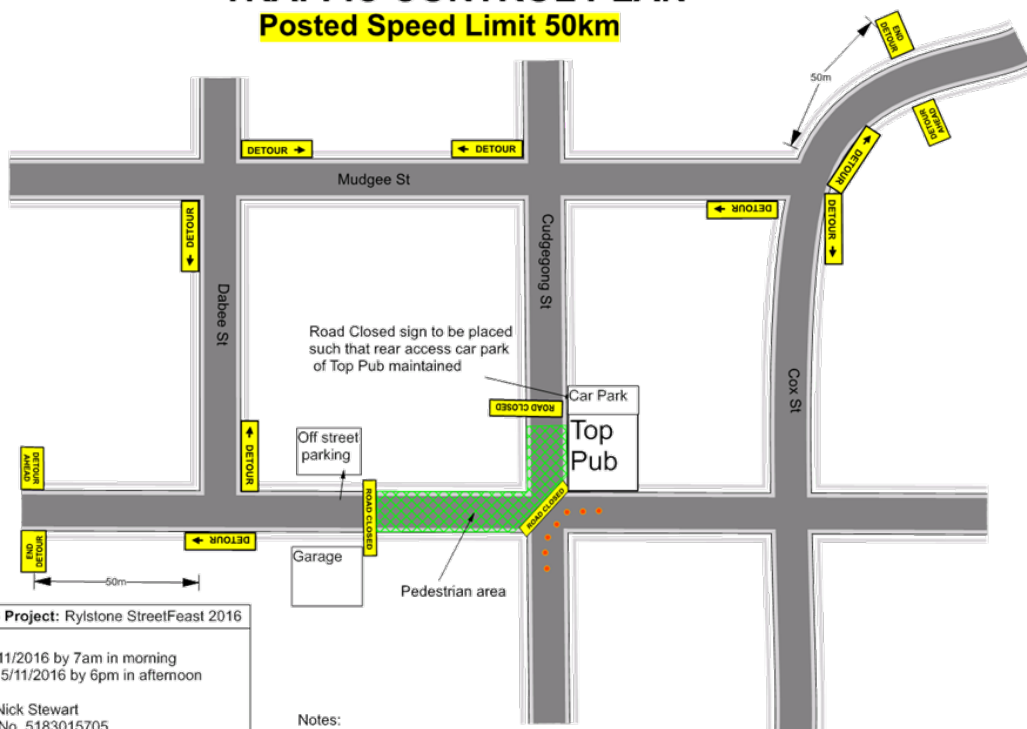 TRAFFIC CONTROL PLAN
Posted Speed Limit 50km
END
DETOUR
50m
DETOUR
AHEAD
DETOUR
DETOUR
DETOUR
DETOUR
Mudgee St
DETOUR
DETOUR
DETOUR
Cudgegong St
Dabee St
Road Closed sign to be placed
such that rear access car park
of Top Pub maintained
Cox St
Car Park
ROAD CLOSED
Top
Pub
Off street
parking
DETOUR
DETOUR
AHEAD
ROAD CLOSED
ROAD CLOSED
END
DETOUR
DETOUR
Garage
50m
Pedestrian area
Project: Rylstone StreetFeast 2016
11/2016 by 7am in morning
5/11/2016 by 6pm in afternoon
Nick Stewart
No. 5183015705
Notes: